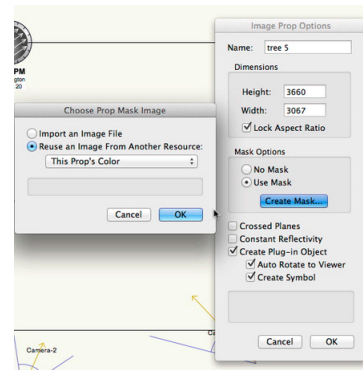 PM
gton
20
Choose Prop Mask Image
Import an Image File
Reuse an Image From Another Resource:
This Prop's Color
Cancel
OK
Image Prop Options
Name: tree 5
Dimensions
Height: 3660
Width: 3067
Lock Aspect Ratio
Mask Options
No Mask
Use Mask
Create Mask...
Crossed Planes
Constant Reflectivity
Create Plug-in Object
Auto Rotate to Viewer
Create Symbol
Cancel
OK
Camera-2
Ca